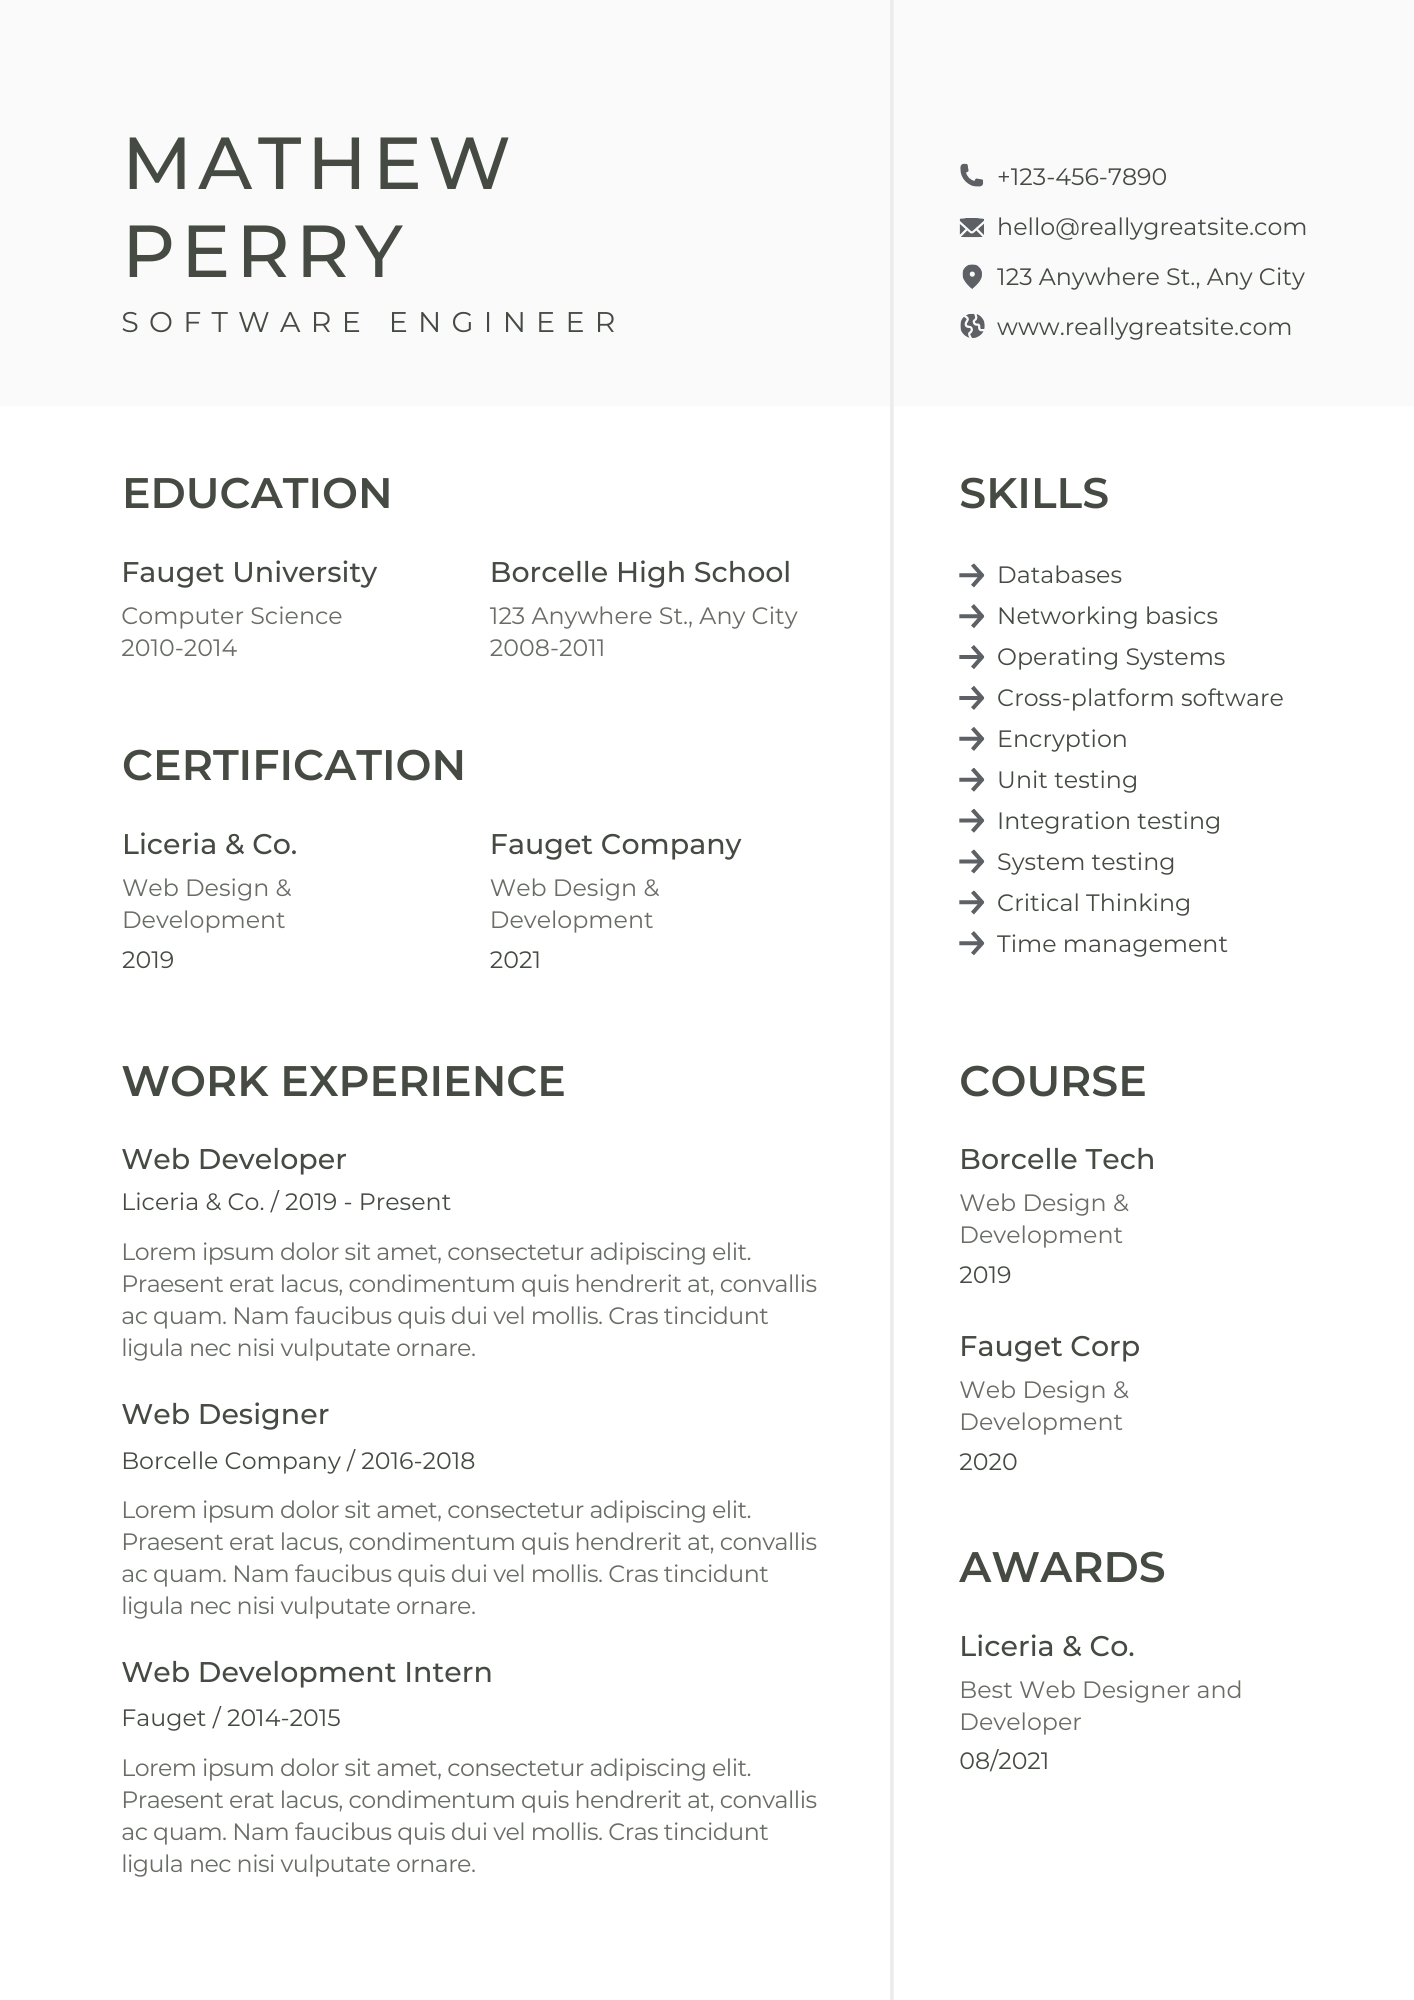 MATHEW
PERRY
SOFTWARE ENGINEER
+123-456-7890
hello@reallygreatsite.com
123 Anywhere St., Any City
www.reallygreatsite.com
EDUCATION
Fauget University
Computer Science
2010-2014
Borcelle High School
123 Anywhere St., Any City
2008-2011
CERTIFICATION
Liceria & Co.
Web Design &
Development
2019
Fauget Company
Web Design &
Development
2021
WORK EXPERIENCE
Web Developer
Liceria & Co. / 2019 - Present
Lorem ipsum dolor sit amet, consectetur adipiscing elit.
Praesent erat lacus, condimentum quis hendrerit at, convallis
ac quam. Nam faucibus quis dui vel mollis. Cras tincidunt
ligula nec nisi vulputate ornare.
Web Designer
Borcelle Company / 2016-2018
Lorem ipsum dolor sit amet, consectetur adipiscing elit.
Praesent erat lacus, condimentum quis hendrerit at, convallis
ac quam. Nam faucibus quis dui vel mollis. Cras tincidunt
ligula nec nisi vulputate ornare.
Web Development Intern
Fauget / 2014-2015
Lorem ipsum dolor sit amet, consectetur adipiscing elit.
Praesent erat lacus, condimentum quis hendrerit at, convallis
ac quam. Nam faucibus quis dui vel mollis. Cras tincidunt
ligula nec nisi vulputate ornare.
SKILLS
Databases
Networking basics
Operating Systems
Cross-platform software
Encryption
Unit testing
Integration testing
System testing
Critical Thinking
Time management
COURSE
Borcelle Tech
Web Design &
Development
2019
Fauget Corp
Web Design &
Development
2020
AWARDS
Liceria & Co.
Best Web Designer and
Developer
08/2021